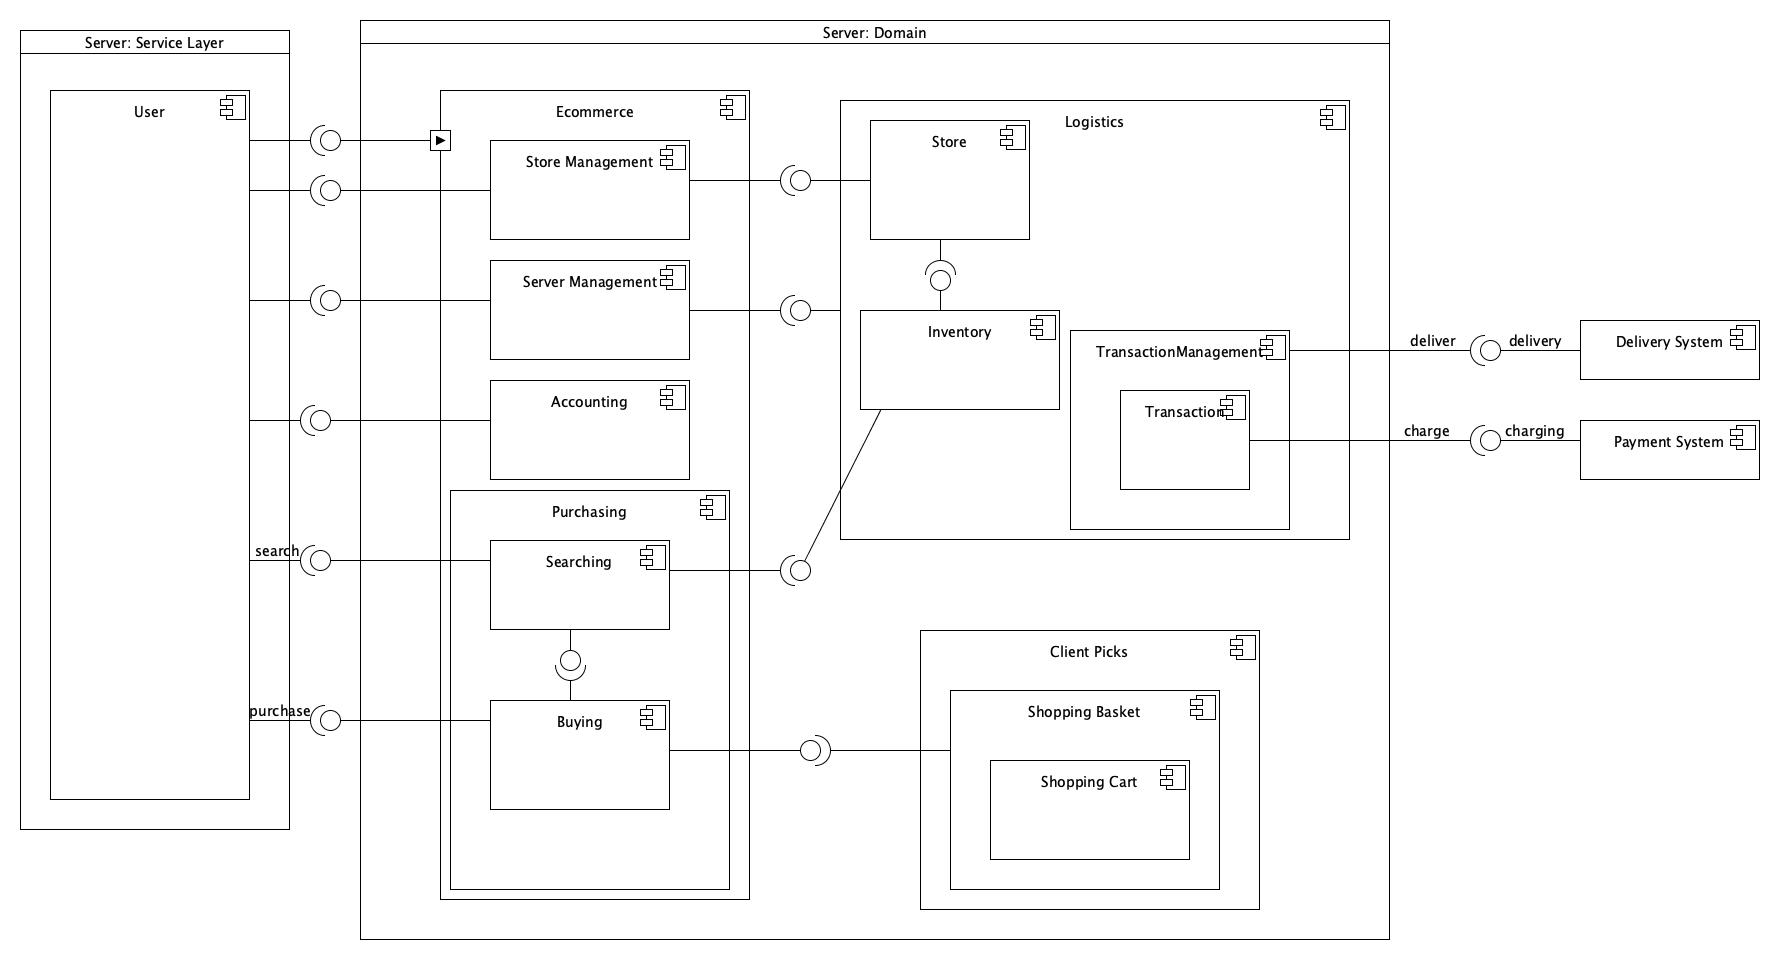 Server: Service Layer
Server: Domain
User
Ecommerce
Logistics
Store Management
Store
Server Management
Inventory
TransactionManagement
deliver
delivery
Delivery System
Accounting
Transaction
charge
charging
Payment System
Purchasing
search
Searching
Client Picks
purchase
Buying
Shopping Basket
Shopping Cart